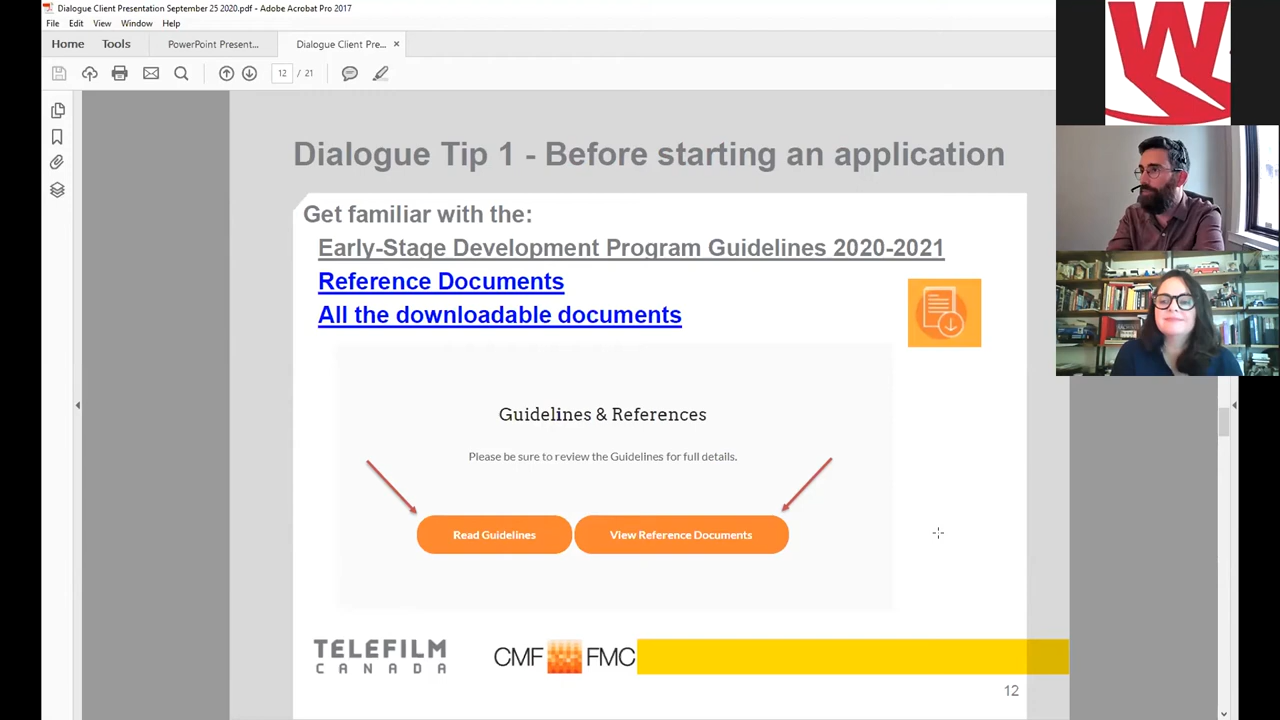 Dialogue Client Presentation September 25 2020.pdf - Adobe Acrobat Pro 2017
File Edit View Window Help
Home Tools PowerPoint Present... Dialogue Client Pre... ×
12 / 21
Dialogue Tip 1 - Before starting an application
Get familiar with the:
Early-Stage Development Program Guidelines 2020-2021
Reference Documents
All the downloadable documents
Guidelines & References
Please be sure to review the Guidelines for full details.
Read Guidelines View Reference Documents
TELEFILM
CANADA
CMF FMC
12